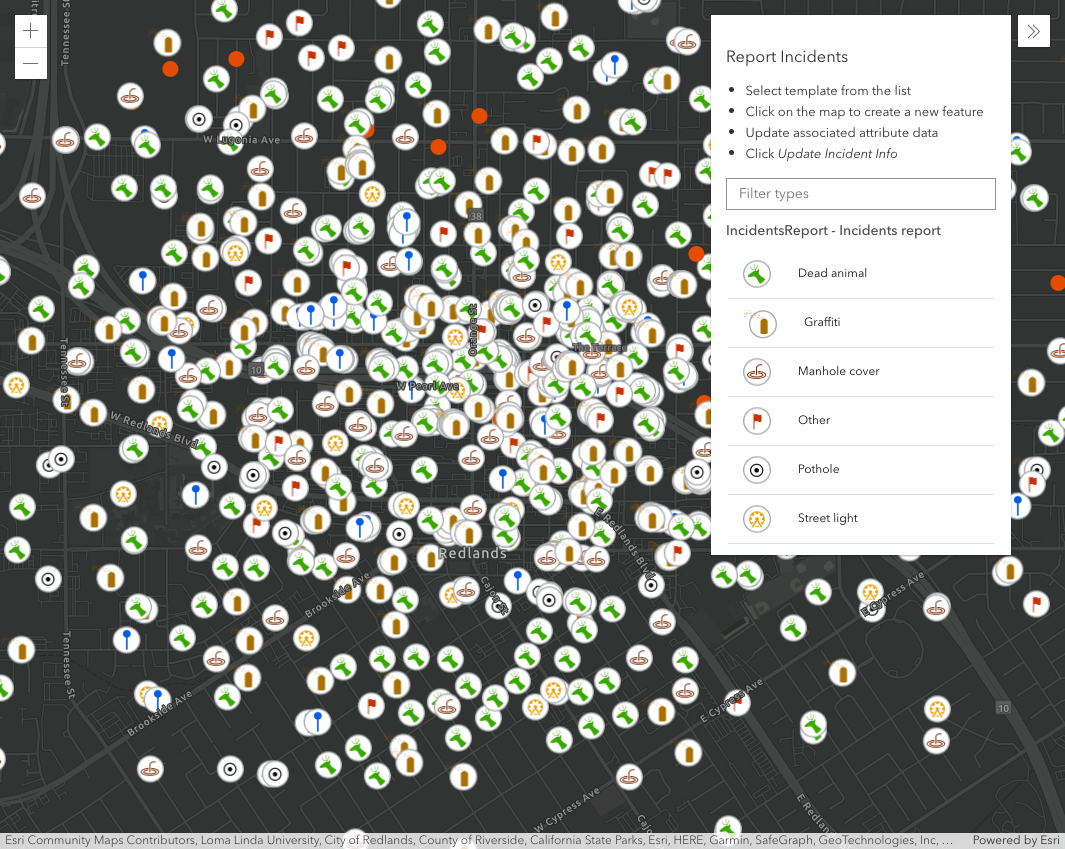 Report Incidents
Select template from the list
Click on the map to create a new feature
Update associated attribute data
Click Update Incident Info
Filter types
IncidentsReport - Incidents report
Dead animal
Graffiti
Manhole cover
Other
Pothole
Street light
Tennessee St
W Lugonia Ave
38
Orange St
The Terrace
Tennessee St
10
W Pearl Ave
W Redlands Blvd
E Redlands Blvd
Redlands
Brookside Ave
Cajon St
E Cypress Ave
Tennessee St
Brookside Ave
E Cypress Ave
10
W Cypress Ave
E Redlands
Cajon
Esri Community Maps Contributors, Loma Linda University, City of Redlands, County of Riverside, California State Parks, Esri, HERE, Garmin, SafeGraph, GeoTechnologies, Inc, …
Powered by Esri